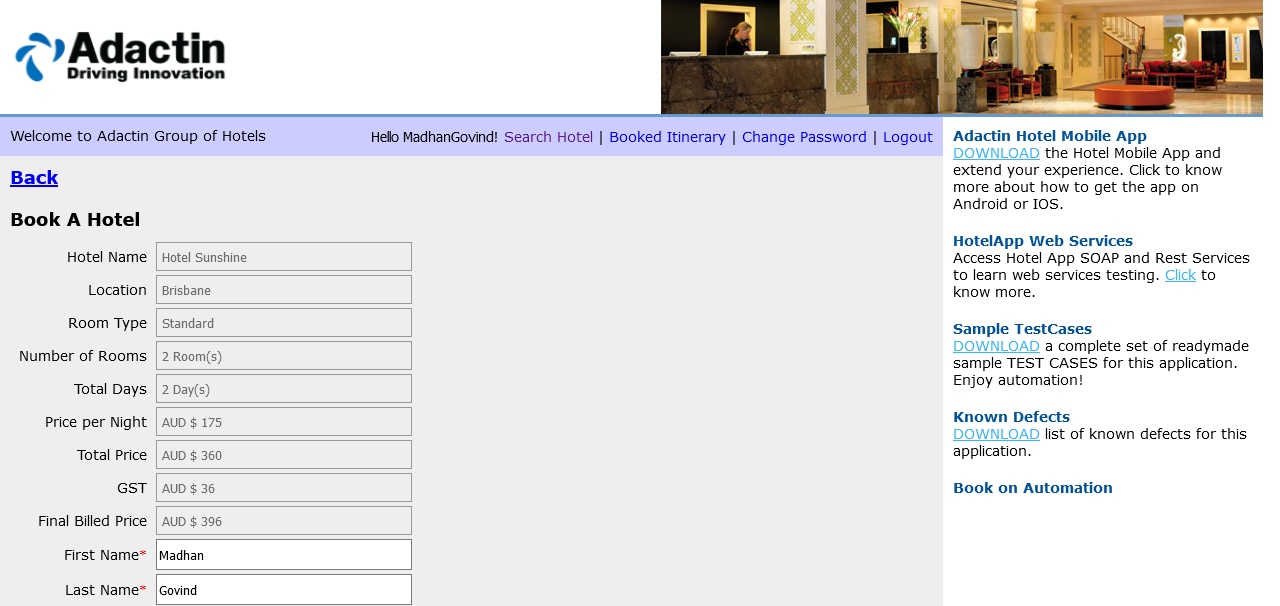 Adactin
Driving Innovation
Welcome to Adactin Group of Hotels
Hello MadhanGovind! Search Hotel | Booked Itinerary | Change Password | Logout
Back
Book A Hotel
Hotel Name Hotel Sunshine
Location Brisbane
Room Type Standard
Number of Rooms 2 Room(s)
Total Days 2 Day(s)
Price per Night AUD $ 175
Total Price AUD $ 360
GST AUD $ 36
Final Billed Price AUD $ 396
First Name* Madhan
Last Name* Govind
Adactin Hotel Mobile App
DOWNLOAD the Hotel Mobile App and
extend your experience. Click to know
more about how to get the app on
Android or IOS.
HotelApp Web Services
Access Hotel App SOAP and Rest Services
to learn web services testing. Click to
know more.
Sample TestCases
DOWNLOAD a complete set of readymade
sample TEST CASES for this application.
Enjoy automation!
Known Defects
DOWNLOAD list of known defects for this
application.
Book on Automation